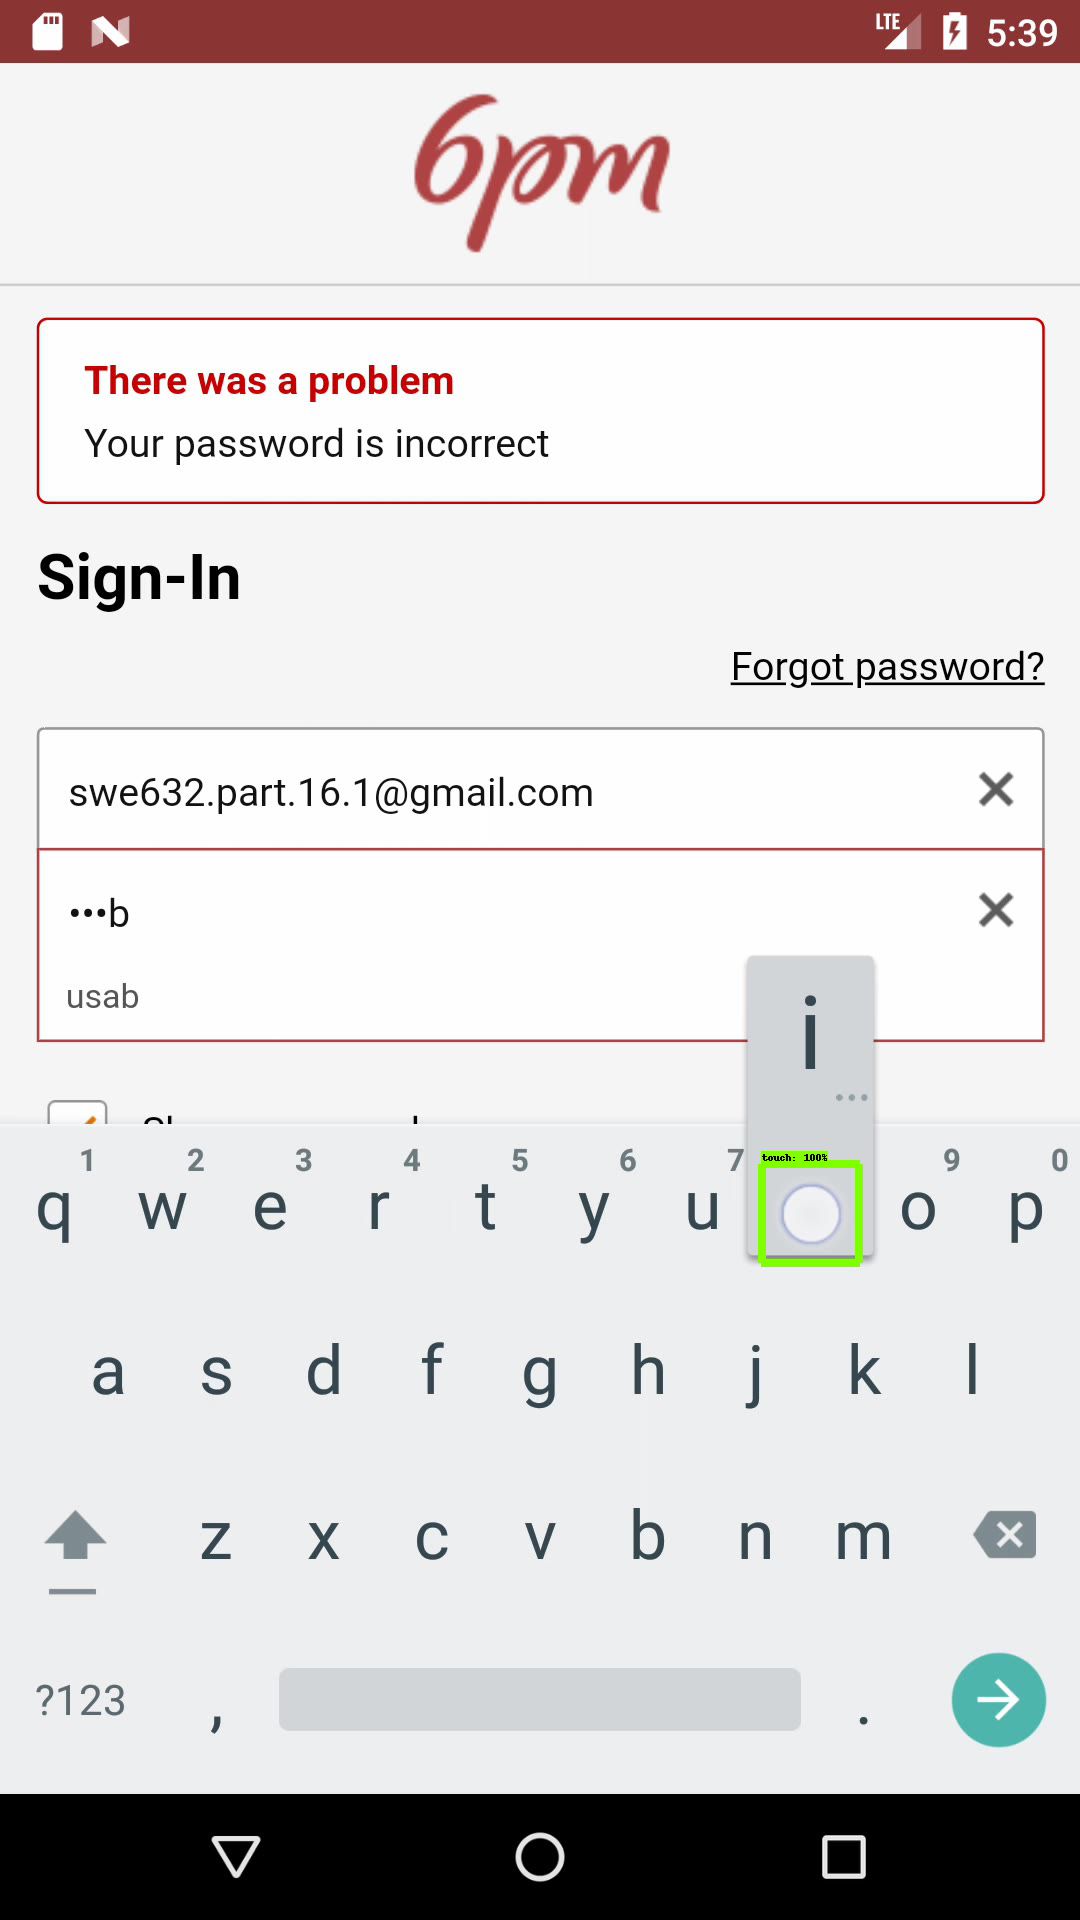 LTE 5:39
6pm
There was a problem
Your password is incorrect
Sign-In
Forgot password?
swe632.part.16.1@gmail.com
•••b
usab
i
touch: 100%
1 2 3 4 5 6 7 9 0
q w e r t y u o p
a s d f g h j k l
z x c v b n m
?123 , .